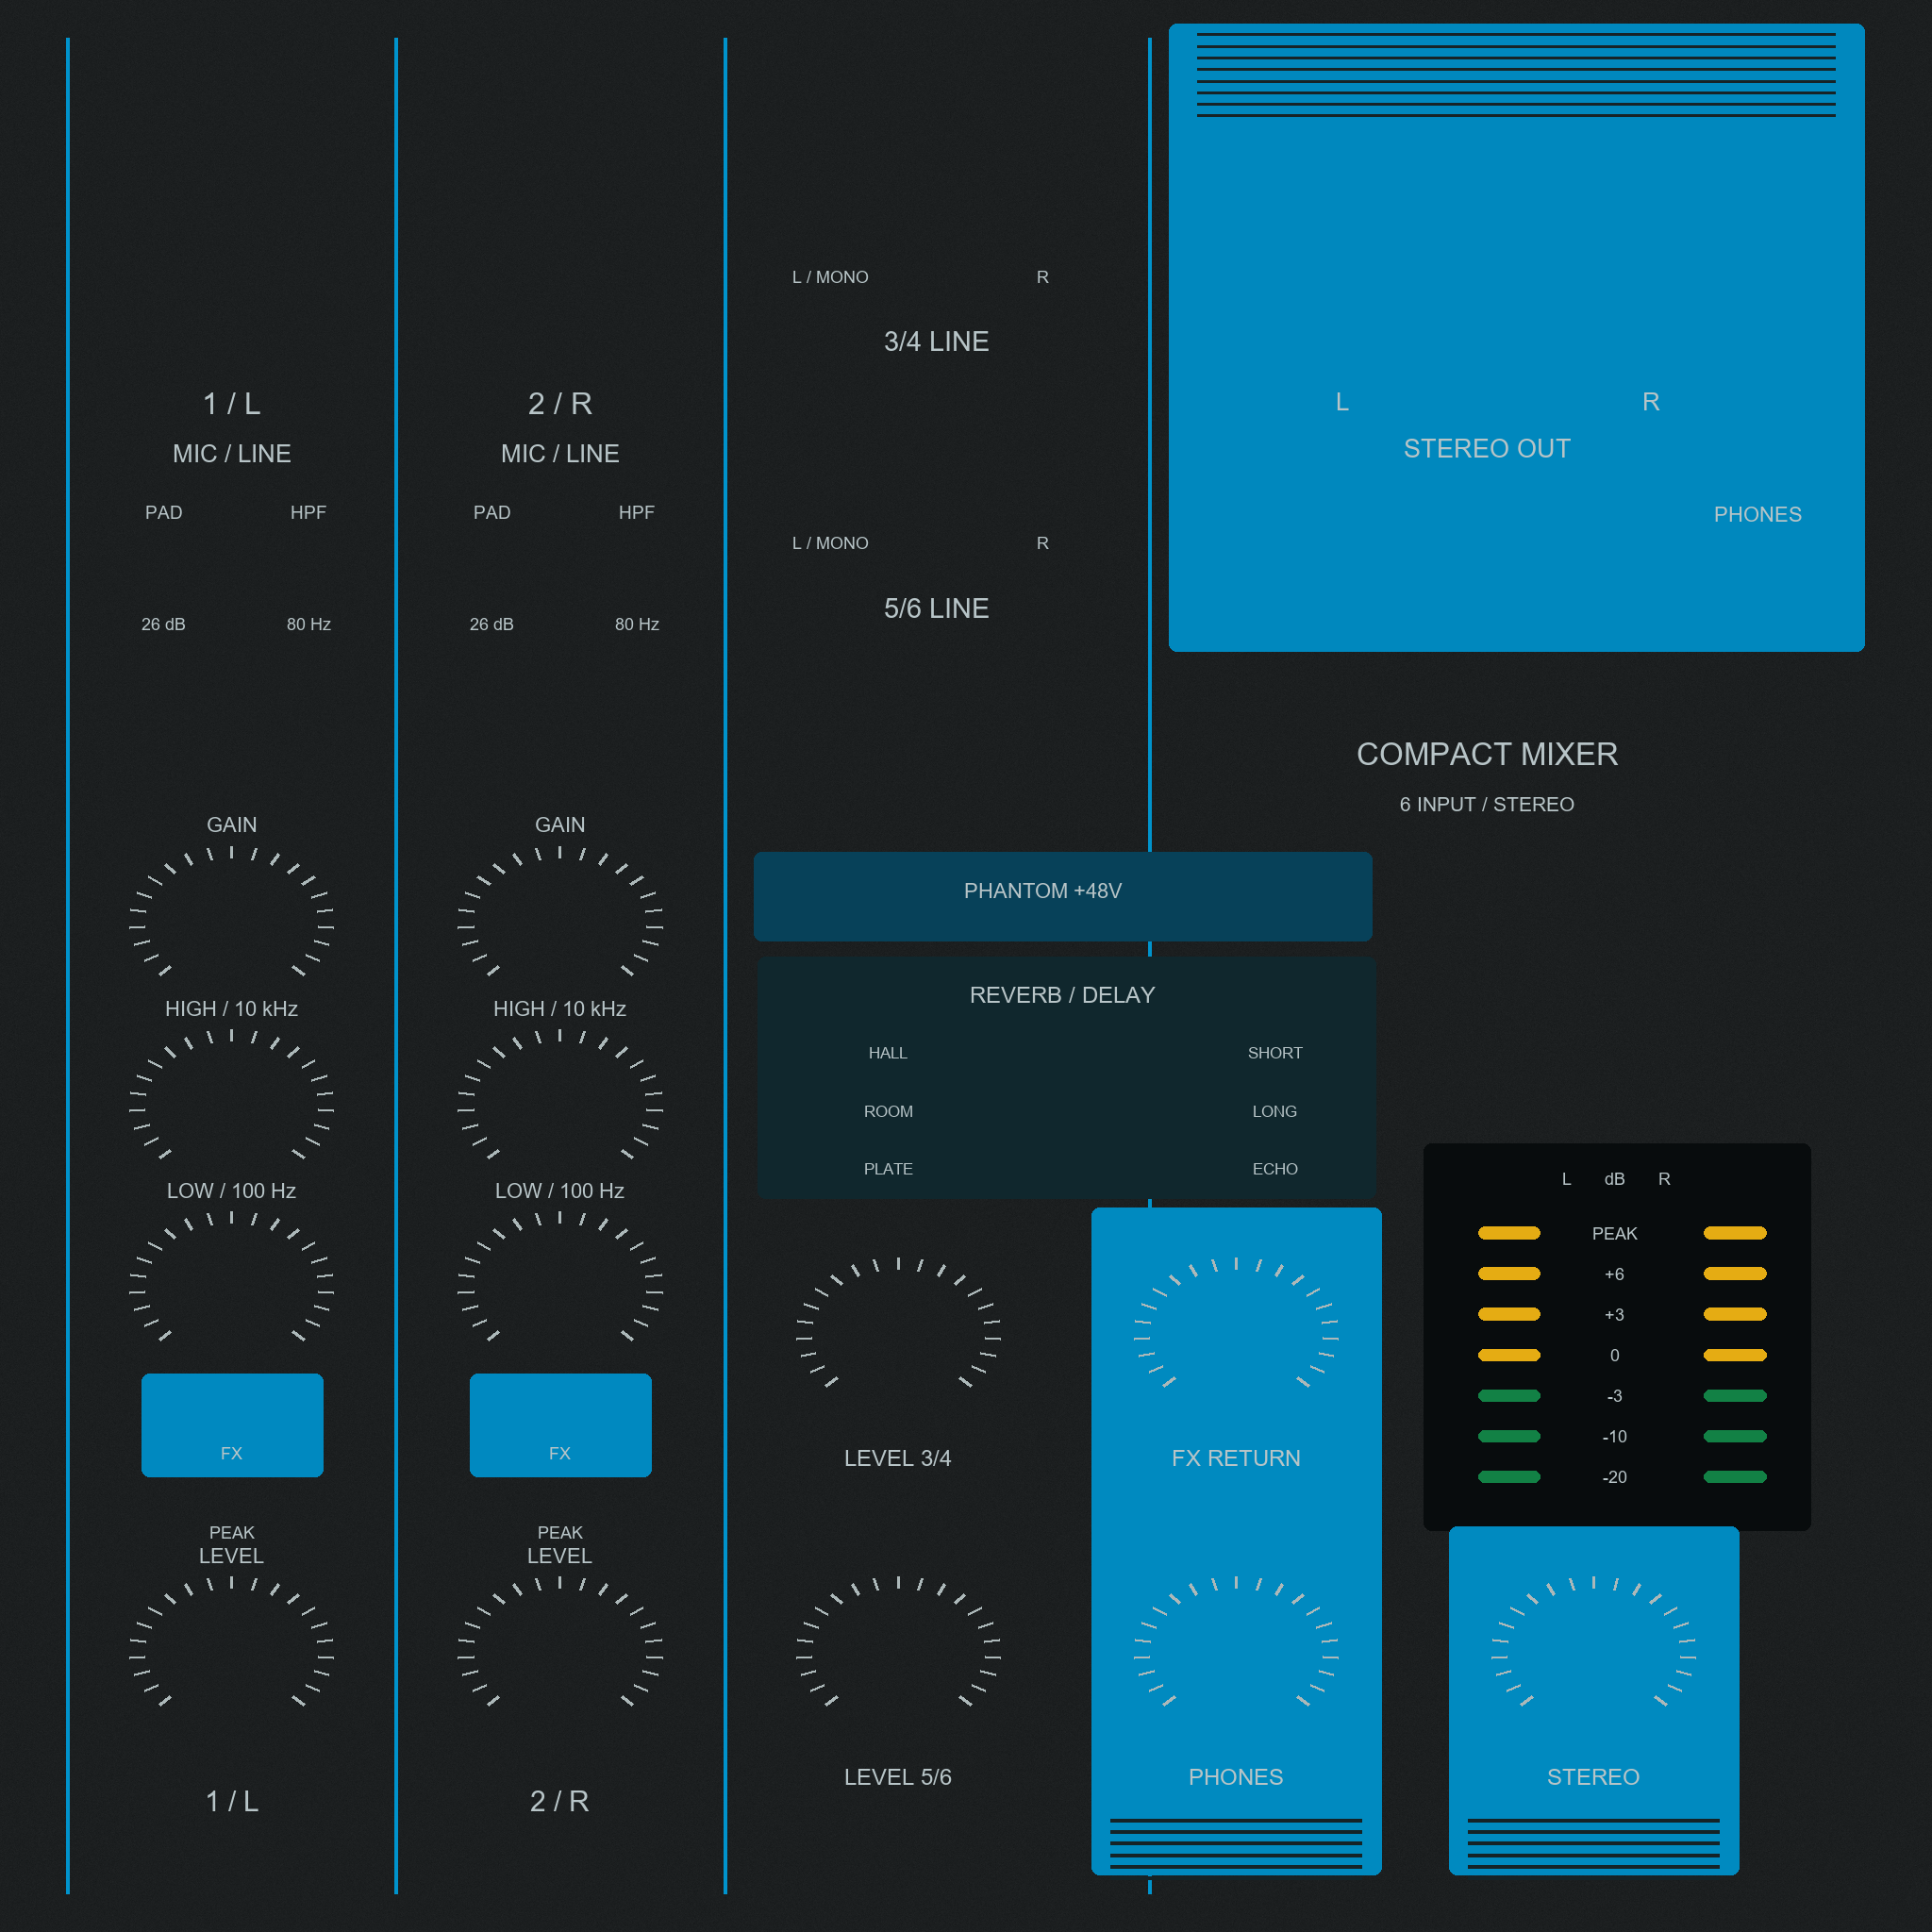 1 / L
MIC / LINE
PAD HPF
26 dB 80 Hz
GAIN
HIGH / 10 kHz
LOW / 100 Hz
FX
PEAK
LEVEL
1 / L
2 / R
MIC / LINE
PAD HPF
26 dB 80 Hz
GAIN
HIGH / 10 kHz
LOW / 100 Hz
FX
PEAK
LEVEL
2 / R
L / MONO R
3/4 LINE
L / MONO R
5/6 LINE
L R
STEREO OUT
PHONES
COMPACT MIXER
6 INPUT / STEREO
PHANTOM +48V
REVERB / DELAY
HALL SHORT
ROOM LONG
PLATE ECHO
LEVEL 3/4
FX RETURN
LEVEL 5/6
PHONES
L dB R
PEAK
+6
+3
0
-3
-10
-20
STEREO